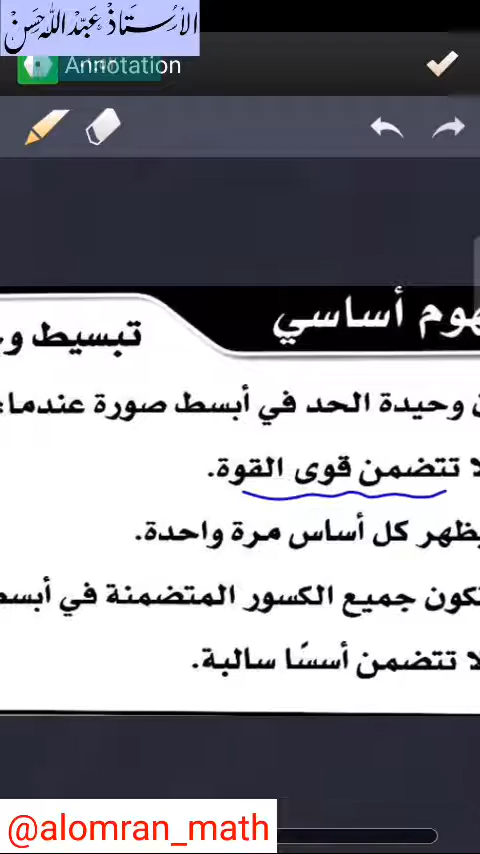 الأستاذ عبدالله حسن
Annotation
هوم أساسي
تبسيط و
وحيدة الحد في أبسط صورة عندما:
لا تتضمن قوى القوة.
يظهر كل أساس مرة واحدة.
تكون جميع الكسور المتضمنة في أبسط
لا تتضمن أسسًا سالبة.
@alomran_math